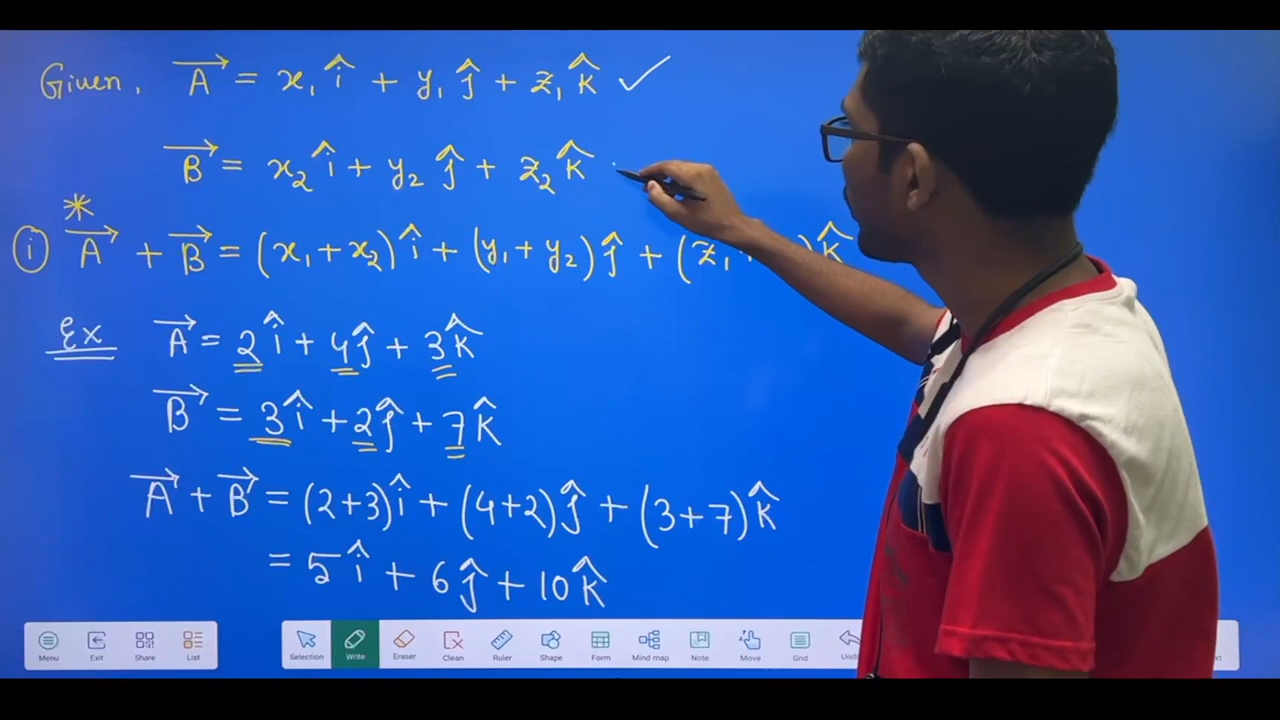 Given, A⃗ = x₁ î + y₁ ĵ + z₁ k̂ ✓
B⃗ = x₂ î + y₂ ĵ + z₂ k̂
*
(i) A⃗ + B⃗ = (x₁ + x₂) î + (y₁ + y₂) ĵ + (z₁ ) k̂
Ex A⃗ = 2î + 4ĵ + 3k̂
B⃗ = 3î + 2ĵ + 7k̂
A⃗ + B⃗ = (2+3)î + (4+2)ĵ + (3+7)k̂
= 5î + 6ĵ + 10k̂
Menu Exit Share List Selection Write Eraser Clean Ruler Shape Form Mind map Note Move Grid